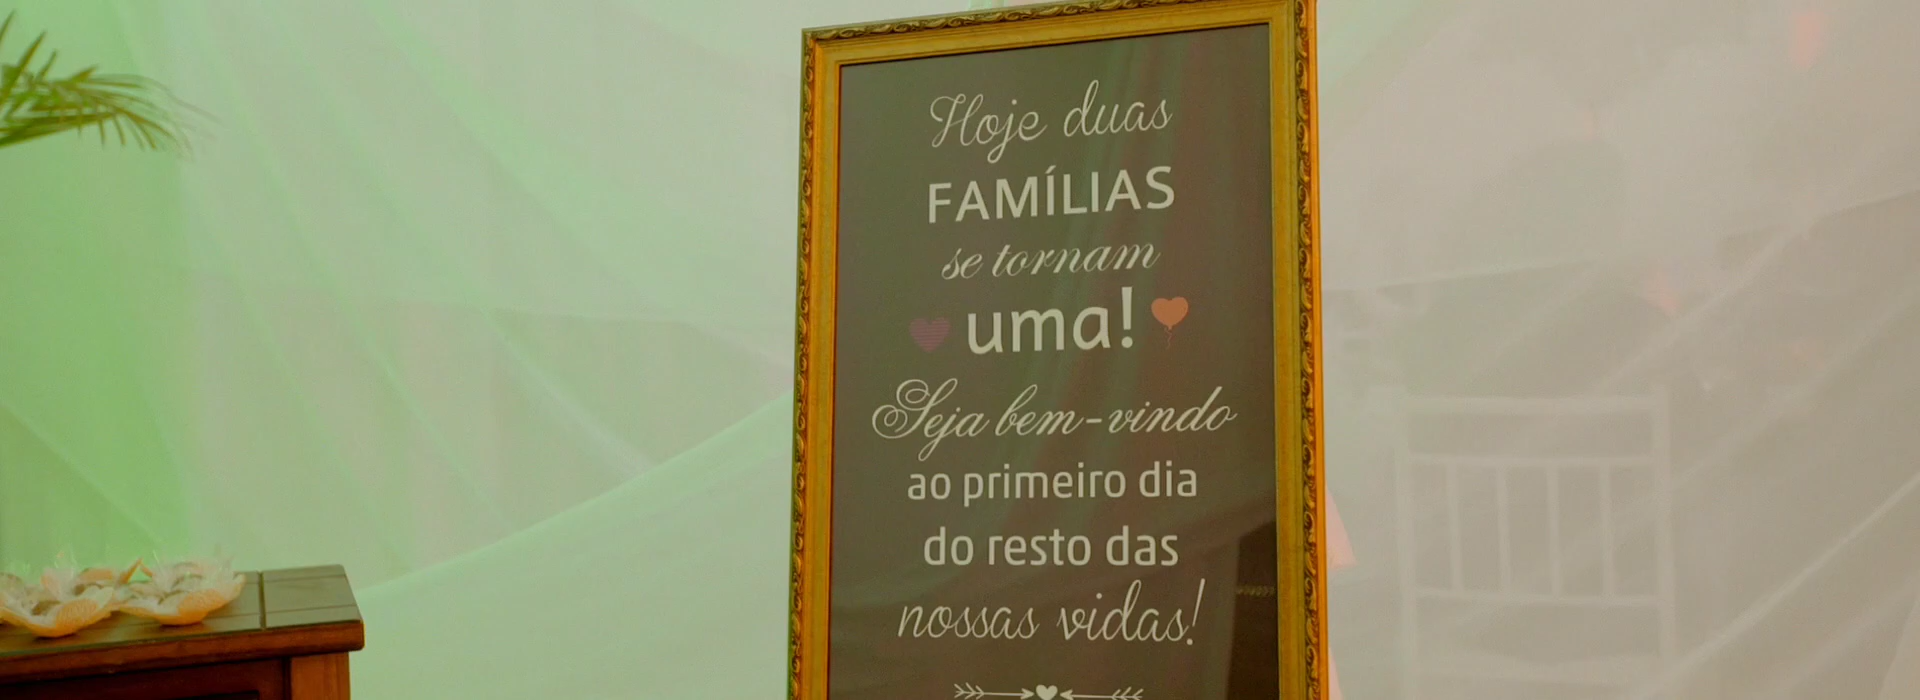 Hoje duas
FAMÍLIAS
se tornam
uma!
Seja bem-vindo
ao primeiro dia
do resto das
nossas vidas!